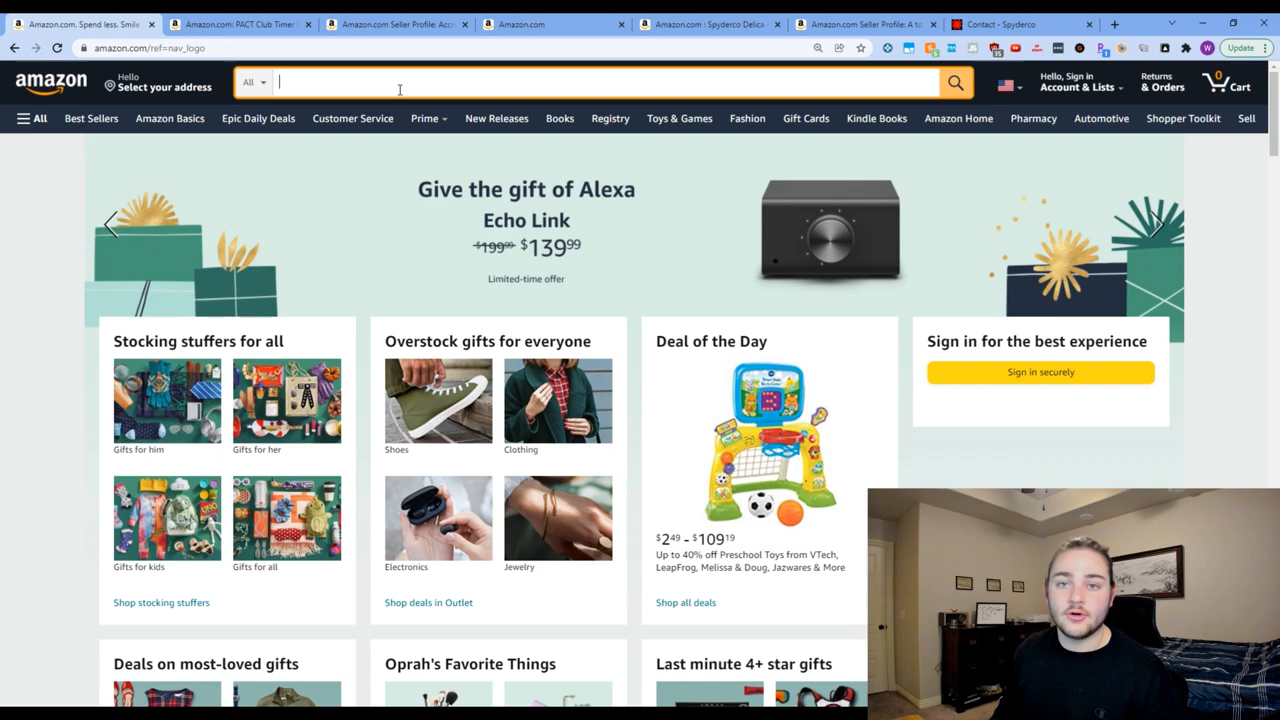 Amazon.com. Spend less. Smile
Amazon.com: PACT Club Timer
Amazon.com Seller Profile: Acc
Amazon.com
Amazon.com : Spyderco Delica
Amazon.com Seller Profile: A to
Contact - Spyderco
amazon.com/ref=nav_logo
Update
amazon
Hello
Select your address
All
Hello, Sign in
Account & Lists
Returns
& Orders
0
Cart
All
Best Sellers
Amazon Basics
Epic Daily Deals
Customer Service
Prime
New Releases
Books
Registry
Toys & Games
Fashion
Gift Cards
Kindle Books
Amazon Home
Pharmacy
Automotive
Shopper Toolkit
Sell
Give the gift of Alexa
Echo Link
$199⁹⁹ $139⁹⁹
Limited-time offer
Stocking stuffers for all
Gifts for him
Gifts for her
Gifts for kids
Gifts for all
Shop stocking stuffers
Overstock gifts for everyone
Shoes
Clothing
Electronics
Jewelry
Shop deals in Outlet
Deal of the Day
$2⁴⁹ - $109¹⁹
Up to 40% off Preschool Toys from VTech,
LeapFrog, Melissa & Doug, Jazwares & More
Shop all deals
Sign in for the best experience
Sign in securely
Deals on most-loved gifts
Oprah's Favorite Things
Last minute 4+ star gifts